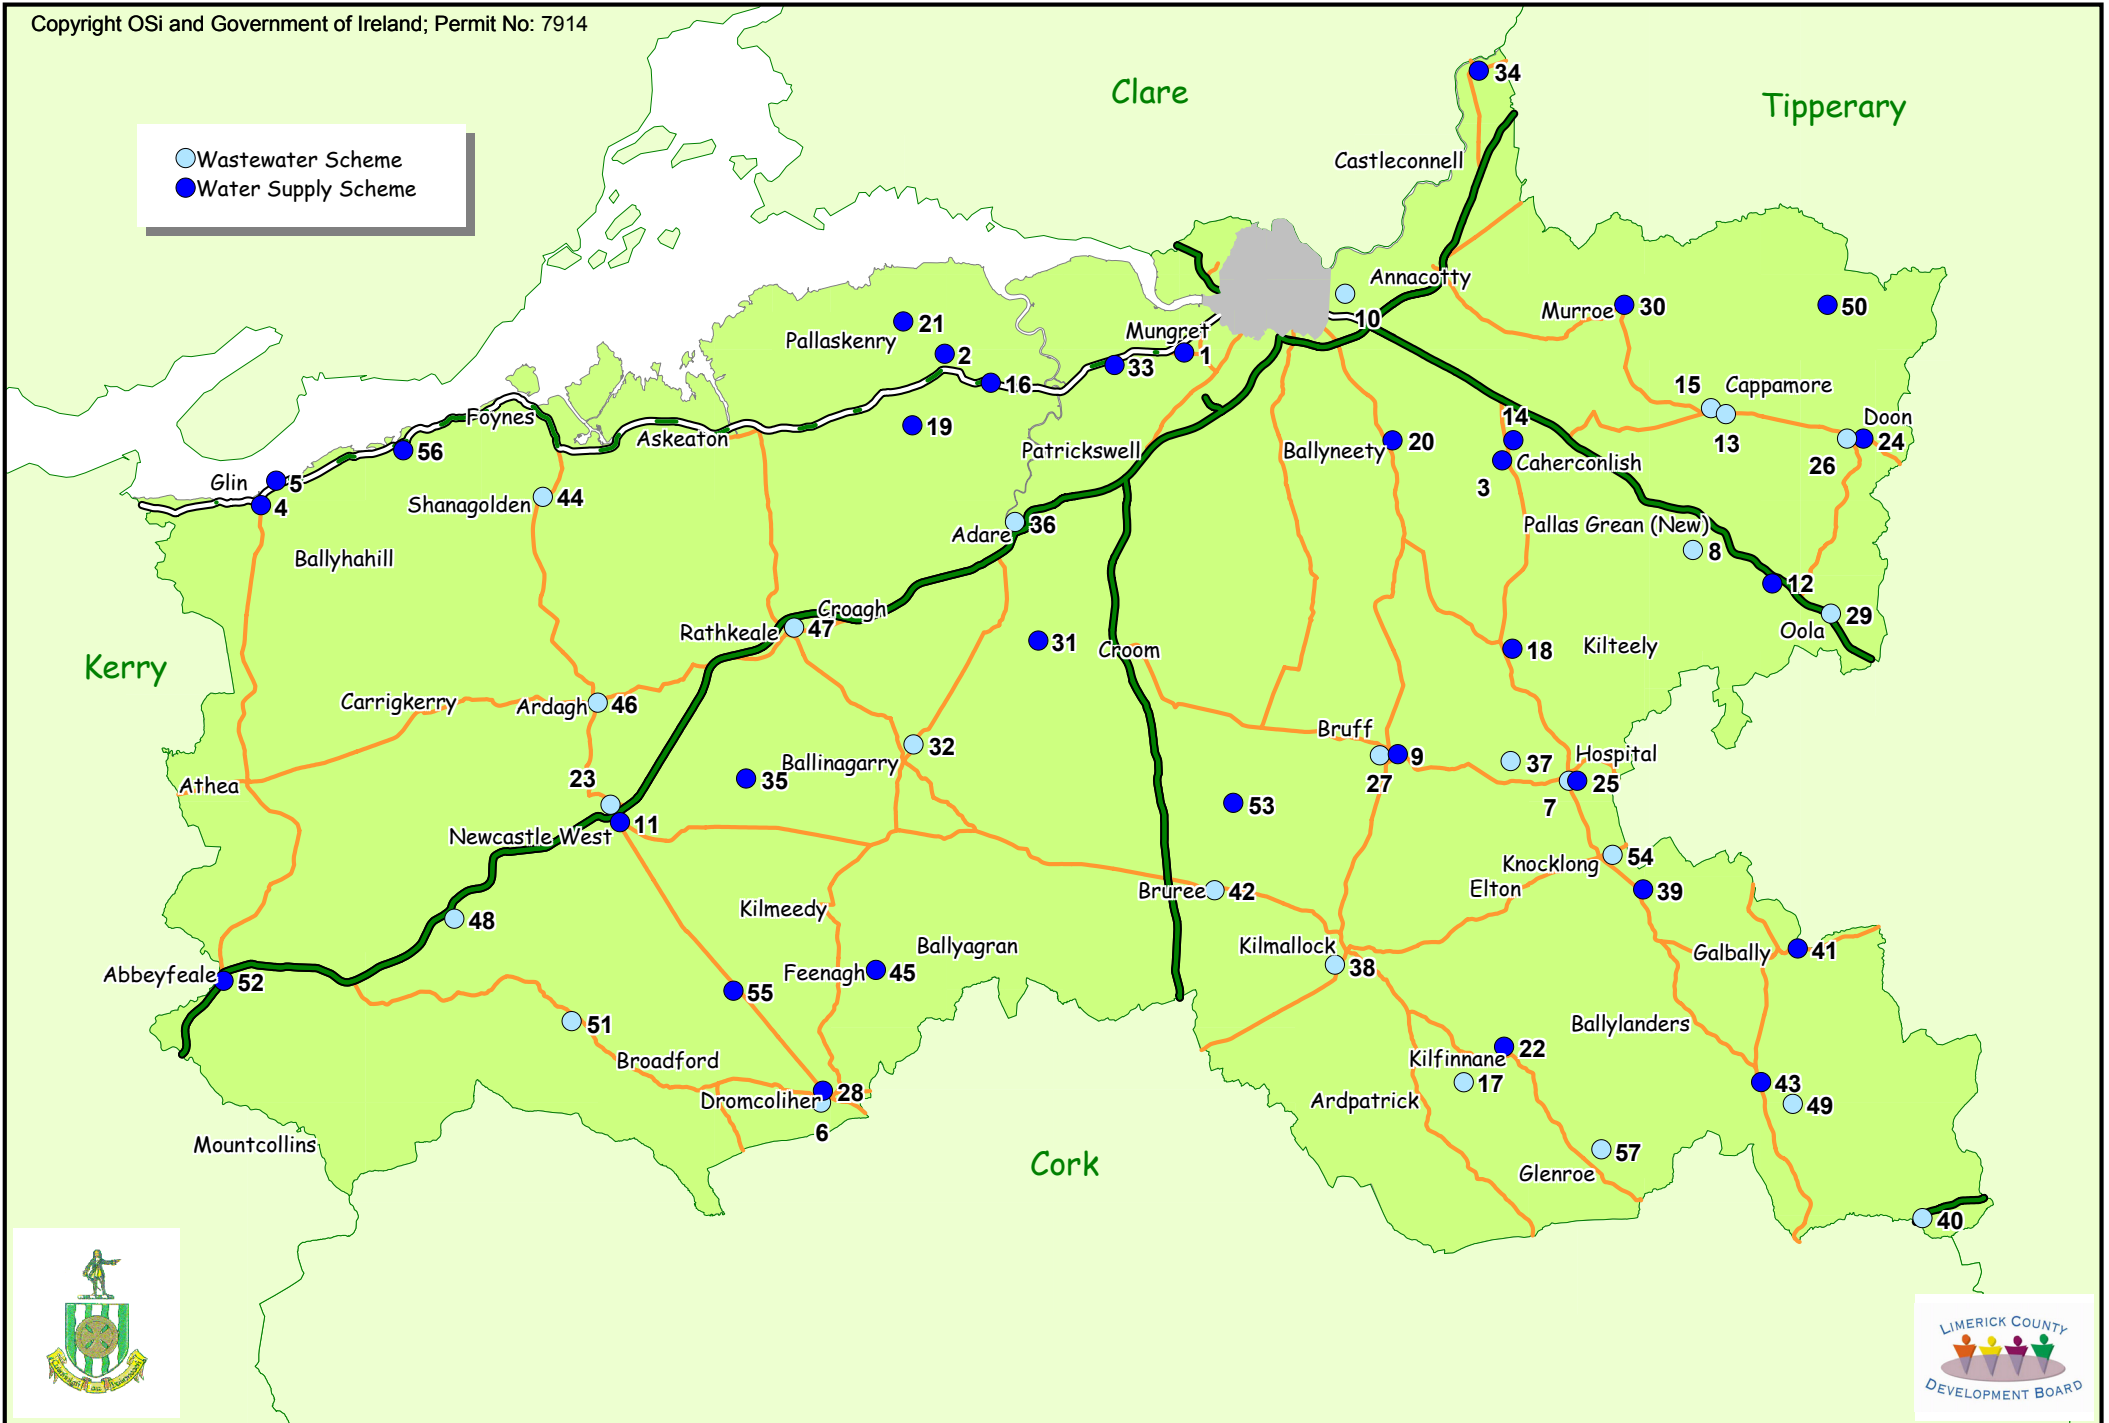 Copyright OSi and Government of Ireland; Permit No: 7914
Clare
Tipperary
34
Wastewater Scheme
Water Supply Scheme
Castleconnell
Annacotty
10
Murroe
30
50
21
Pallaskenry
2
Mungret
1
33
16
15
Cappamore
13
Foynes
19
14
Doon
24
26
56
Askeaton
Patrickswell
Ballyneety
20
Caherconlish
3
Glin
5
4
Shanagolden
44
Adare
36
Pallas Grean (New)
8
Ballyhahill
12
29
Oola
Croagh
Rathkeale
47
31
Croom
18
Kilteely
Kerry
Carrigkerry
Ardagh
46
32
Bruff
9
27
37
Hospital
25
7
Athea
23
35
Ballinagarry
53
Newcastle West
11
Knocklong
54
Elton
39
Bruree
42
48
Kilmeedy
Ballyagran
Kilmallock
38
Galbally
41
Abbeyfeale
52
Feenagh
45
55
51
Broadford
Ballylanders
Kilfinnane
22
17
43
49
Dromcoliher
28
6
Ardpatrick
Mountcollins
Cork
57
Glenroe
40
LIMERICK COUNTY
DEVELOPMENT BOARD